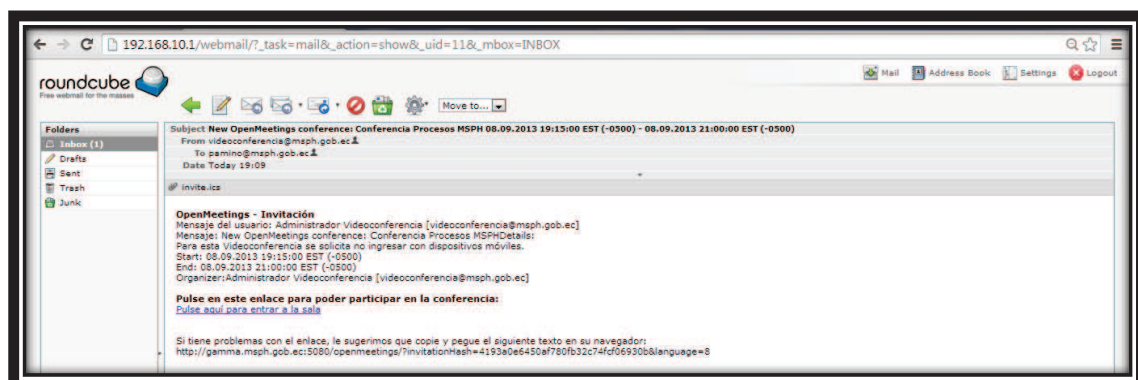 192.168.10.1/webmail/?_task=mail&_action=show&_uid=11&_mbox=INBOX
roundcube
Free webmail for the masses
Mail Address Book Settings Logout
Move to...
Folders
Inbox (1)
Drafts
Sent
Trash
Junk
Subject New OpenMeetings conference: Conferencia Procesos MSPH 08.09.2013 19:15:00 EST (-0500) - 08.09.2013 21:00:00 EST (-0500)
From videoconferencia@msph.gob.ec
To pamino@msph.gob.ec
Date Today 19:09
invite.ics
OpenMeetings - Invitación
Mensaje del usuario: Administrador Videoconferencia [videoconferencia@msph.gob.ec]
Mensaje: New OpenMeetings conference: Conferencia Procesos MSPHDetails:
Para esta Videoconferencia se solicita no ingresar con dispositivos móviles.
Start: 08.09.2013 19:15:00 EST (-0500)
End: 08.09.2013 21:00:00 EST (-0500)
Organizer:Administrador Videoconferencia [videoconferencia@msph.gob.ec]
Pulse en este enlace para poder participar en la conferencia:
Pulse aquí para entrar a la sala
Si tiene problemas con el enlace, le sugerimos que copie y pegue el siguiente texto en su navegador:
http://gamma.msph.gob.ec:5080/openmeetings/?invitationHash=4193a0e6450af780fb32c74fcf06930b&language=8